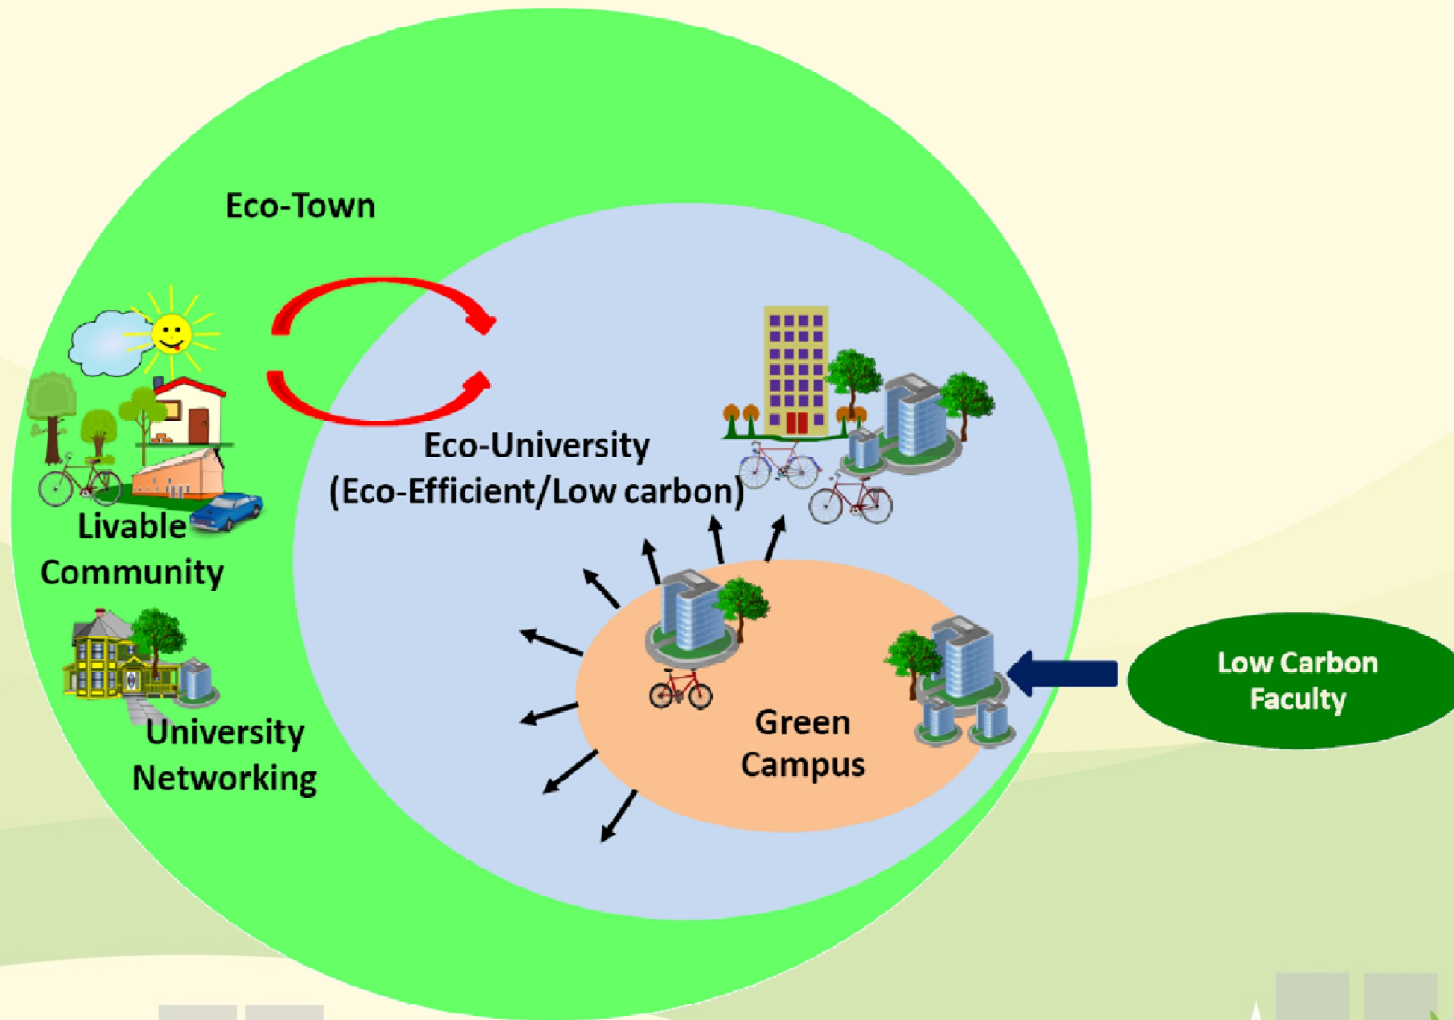 Eco-Town
Eco-University
(Eco-Efficient/Low carbon)
Livable
Community
University
Networking
Green
Campus
Low Carbon
Faculty